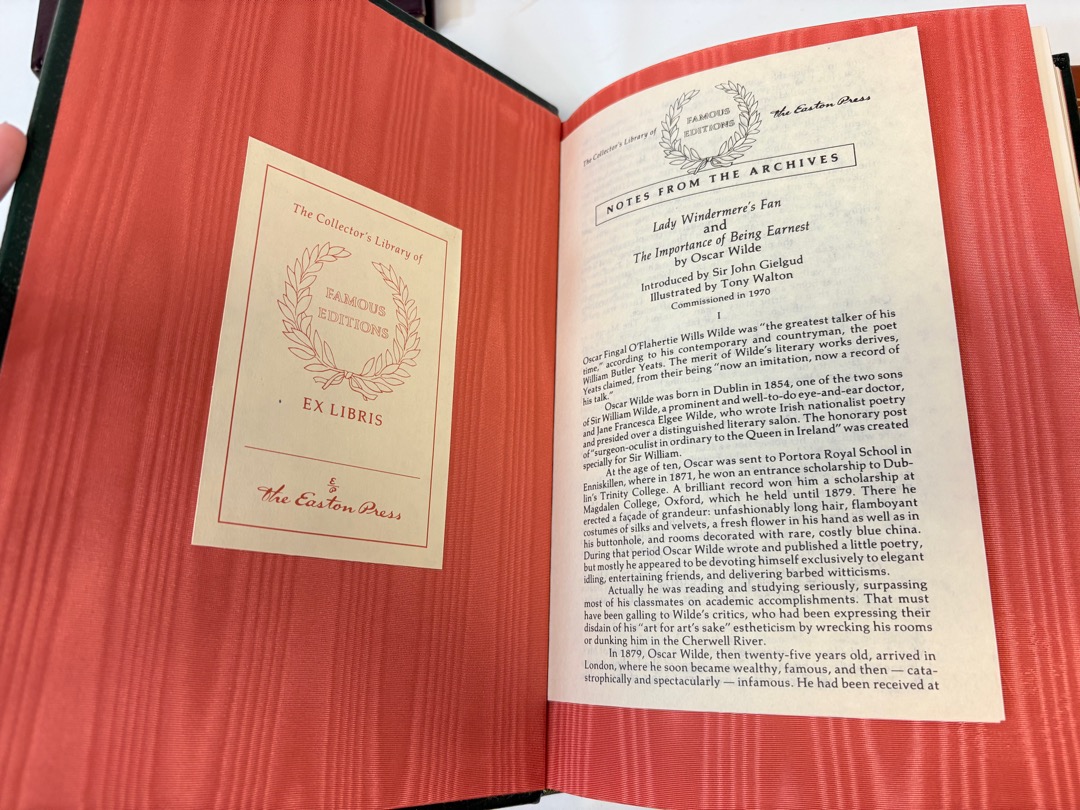 The Collector's Library of
FAMOUS
EDITIONS
EX LIBRIS
E/P
The Easton Press
The Collector's Library of
FAMOUS
EDITIONS
The Easton Press
NOTES FROM THE ARCHIVES
Lady Windermere's Fan
and
The Importance of Being Earnest
by Oscar Wilde
Introduced by Sir John Gielgud
Illustrated by Tony Walton
Commissioned in 1970
I
Oscar Fingal O'Flahertie Wills Wilde was "the greatest talker of his
time," according to his contemporary and countryman, the poet
William Butler Yeats. The merit of Wilde's literary works derives,
Yeats claimed, from their being "now an imitation, now a record of
his talk."
Oscar Wilde was born in Dublin in 1854, one of the two sons
of Sir William Wilde, a prominent and well-to-do eye-and-ear doctor,
and Jane Francesca Elgee Wilde, who wrote Irish nationalist poetry
and presided over a distinguished literary salon. The honorary post
of "surgeon-oculist in ordinary to the Queen in Ireland" was created
specially for Sir William.
At the age of ten, Oscar was sent to Portora Royal School in
Enniskillen, where in 1871, he won an entrance scholarship to Dub-
lin's Trinity College. A brilliant record won him a scholarship at
Magdalen College, Oxford, which he held until 1879. There he
erected a façade of grandeur: unfashionably long hair, flamboyant
costumes of silks and velvets, a fresh flower in his hand as well as in
his buttonhole, and rooms decorated with rare, costly blue china.
During that period Oscar Wilde wrote and published a little poetry,
but mostly he appeared to be devoting himself exclusively to elegant
idling, entertaining friends, and delivering barbed witticisms.
Actually he was reading and studying seriously, surpassing
most of his classmates on academic accomplishments. That must
have been galling to Wilde's critics, who had been expressing their
disdain of his "art for art's sake" estheticism by wrecking his rooms
or dunking him in the Cherwell River.
In 1879, Oscar Wilde, then twenty-five years old, arrived in
London, where he soon became wealthy, famous, and then — cata-
strophically and spectacularly — infamous. He had been received at